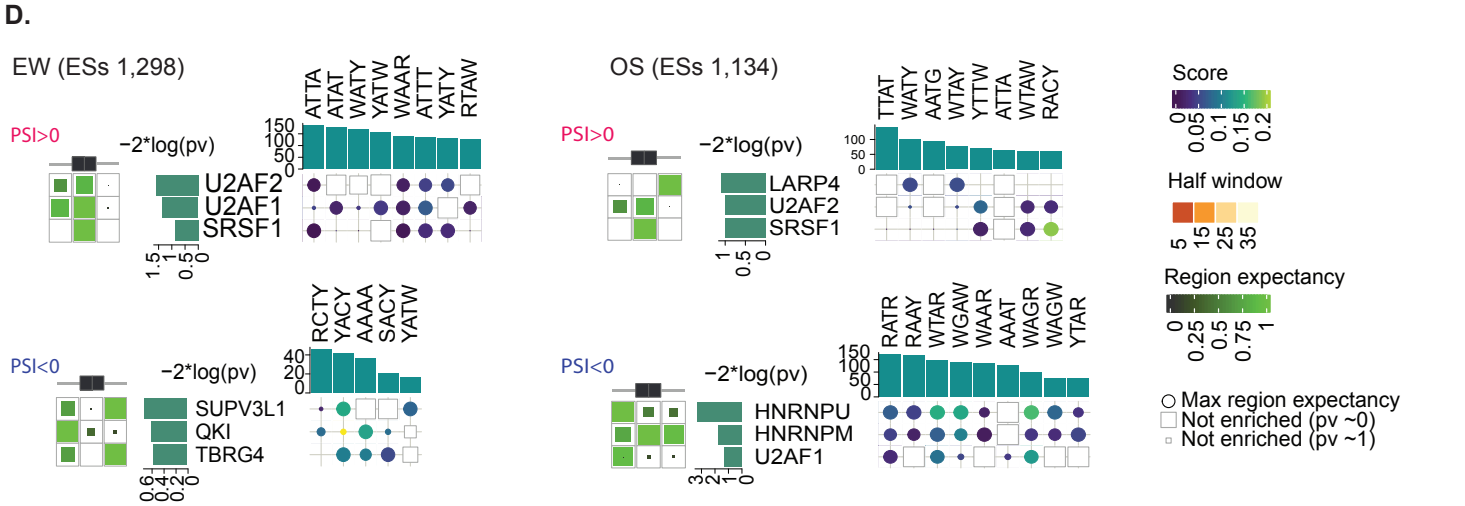 D.
EW (ESs 1,298)
PSI>0
−2*log(pv)
ATTA
ATAT
WATY
YATW
WAAR
ATTT
YATY
RTAW
150
100
50
0
U2AF2
U2AF1
SRSF1
1.5
1
0.5
0
PSI<0
−2*log(pv)
RCTY
YACY
AAAA
SACY
YATW
40
20
0
SUPV3L1
QKI
TBRG4
0.6
0.4
0.2
0
OS (ESs 1,134)
PSI>0
−2*log(pv)
TTAT
WATY
AATG
WTAY
YTTW
ATTA
WTAW
RACY
100
50
0
LARP4
U2AF2
SRSF1
1
0.5
0
PSI<0
−2*log(pv)
RATR
RAAY
WTAR
WGAW
WAAR
AAAT
WAGR
WAGW
YTAR
150
100
50
0
HNRNPU
HNRNPM
U2AF1
3
2
1
0
Score
0
0.05
0.1
0.15
0.2
Half window
5
15
25
35
Region expectancy
0
0.25
0.5
0.75
1
Max region expectancy
Not enriched (pv ~0)
Not enriched (pv ~1)